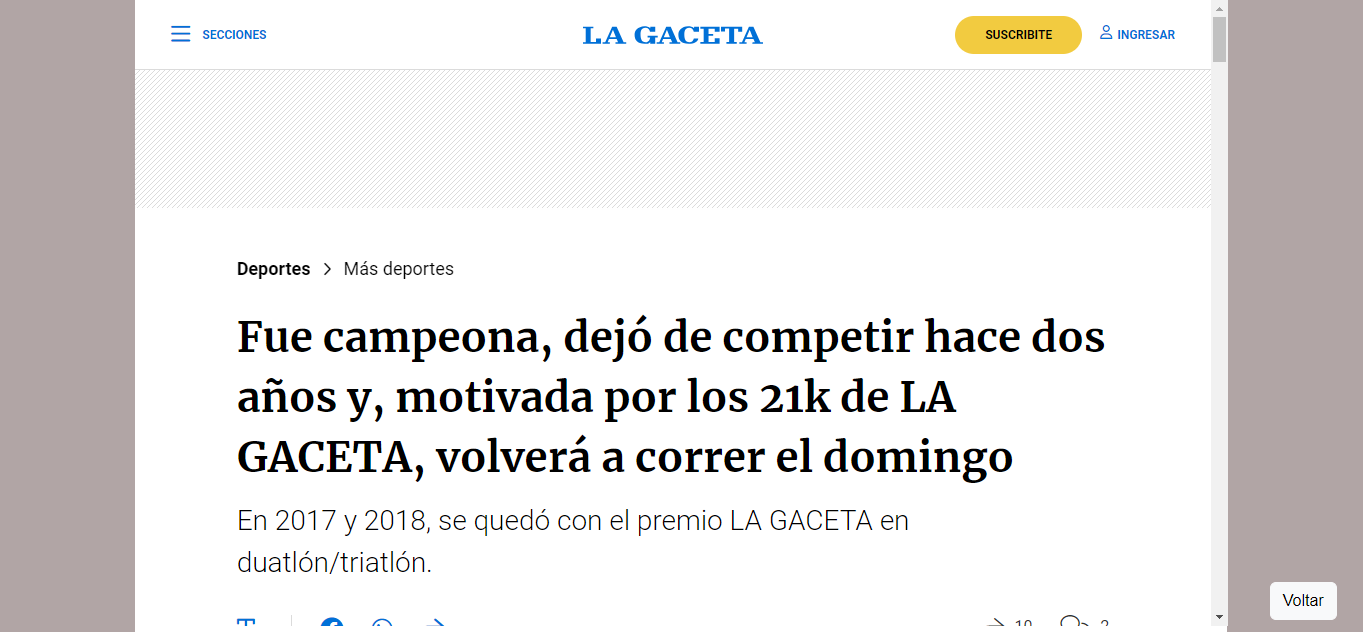 SECCIONES
LA GACETA
SUSCRIBITE
INGRESAR
Deportes > Más deportes
Fue campeona, dejó de competir hace dos
años y, motivada por los 21k de LA
GACETA, volverá a correr el domingo
En 2017 y 2018, se quedó con el premio LA GACETA en
duatlón/triatlón.
10
2
Voltar